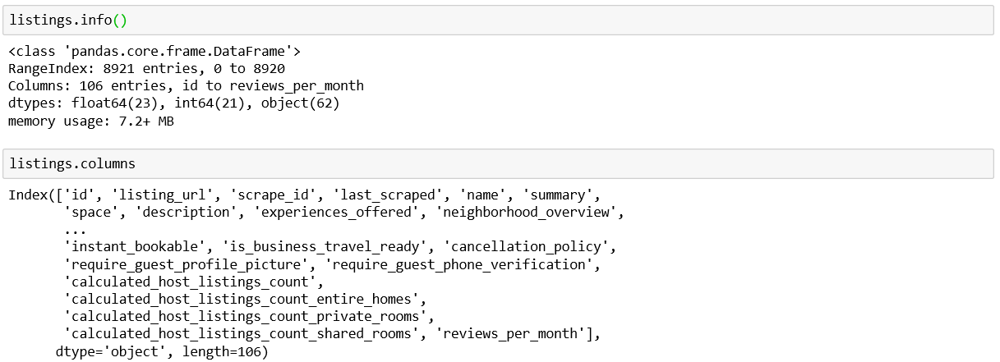 listings.info()
<class 'pandas.core.frame.DataFrame'>
RangeIndex: 8921 entries, 0 to 8920
Columns: 106 entries, id to reviews_per_month
dtypes: float64(23), int64(21), object(62)
memory usage: 7.2+ MB
listings.columns
Index(['id', 'listing_url', 'scrape_id', 'last_scraped', 'name', 'summary',
'space', 'description', 'experiences_offered', 'neighborhood_overview',
...
'instant_bookable', 'is_business_travel_ready', 'cancellation_policy',
'require_guest_profile_picture', 'require_guest_phone_verification',
'calculated_host_listings_count',
'calculated_host_listings_count_entire_homes',
'calculated_host_listings_count_private_rooms',
'calculated_host_listings_count_shared_rooms', 'reviews_per_month'],
dtype='object', length=106)